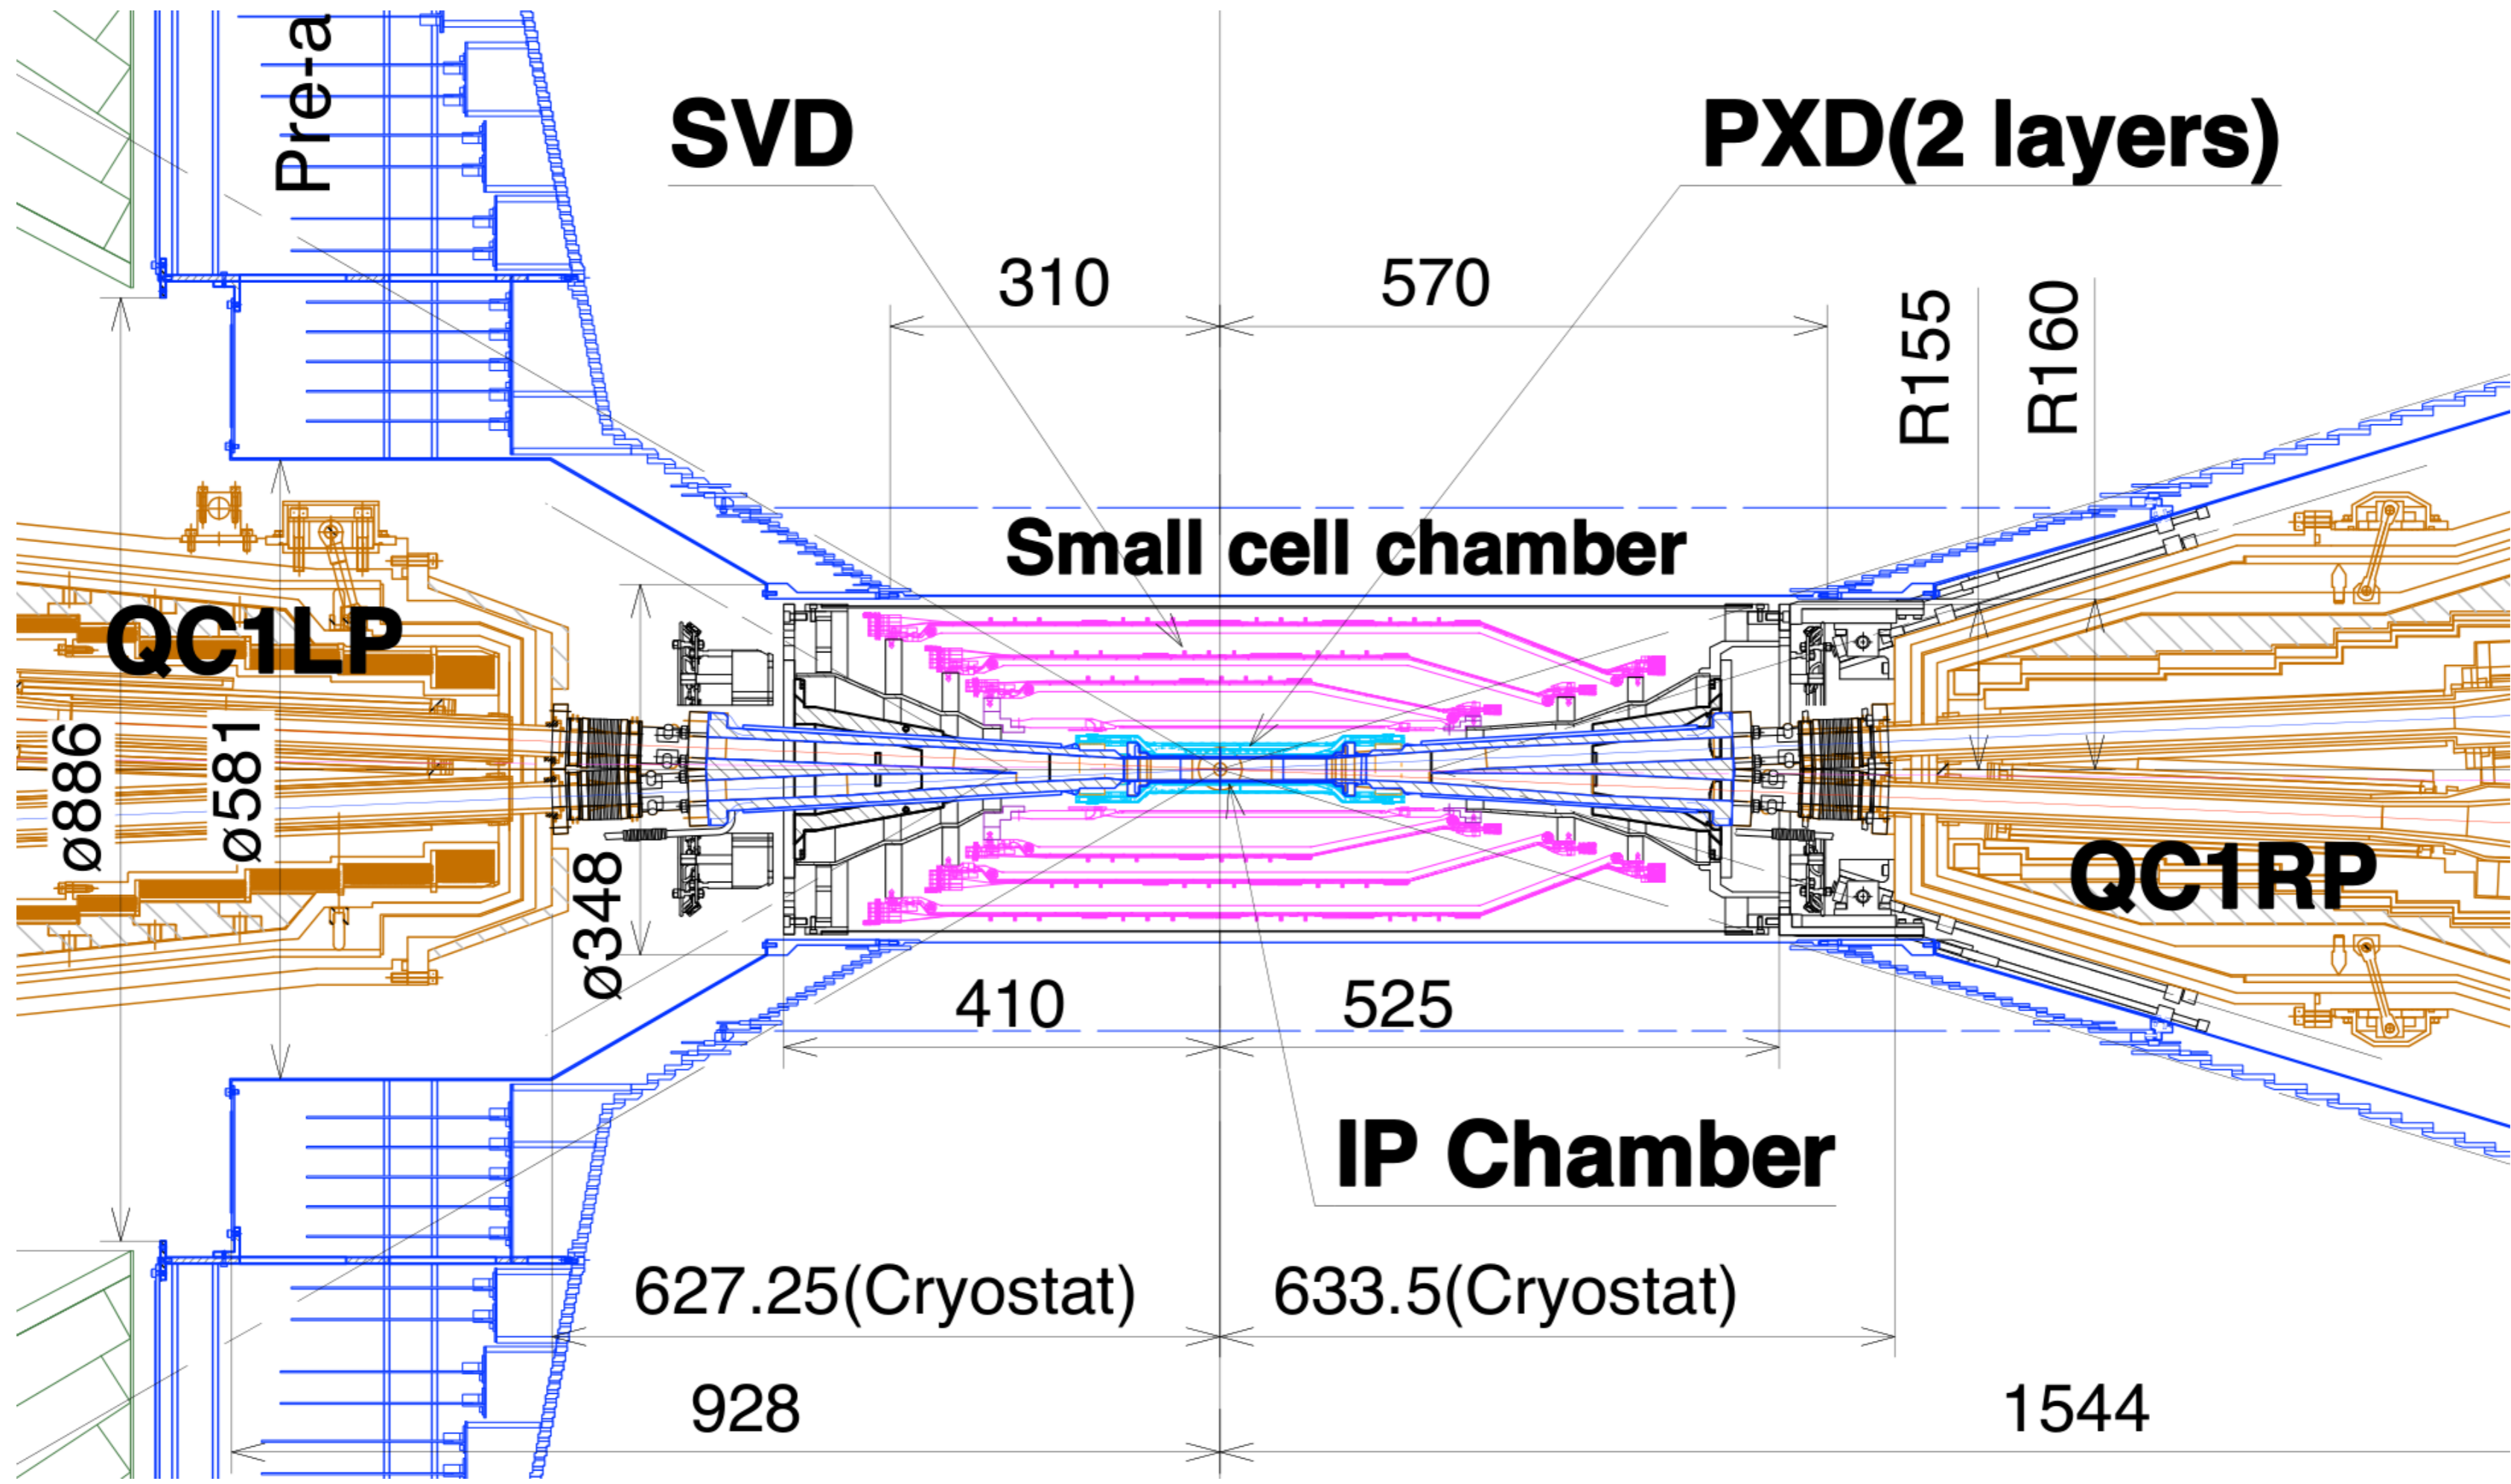 Pre-a
SVD
PXD(2 layers)
310
570
R155
R160
Small cell chamber
QC1LP
ø886
ø581
ø348
QC1RP
410
525
IP Chamber
627.25(Cryostat)
633.5(Cryostat)
928
1544